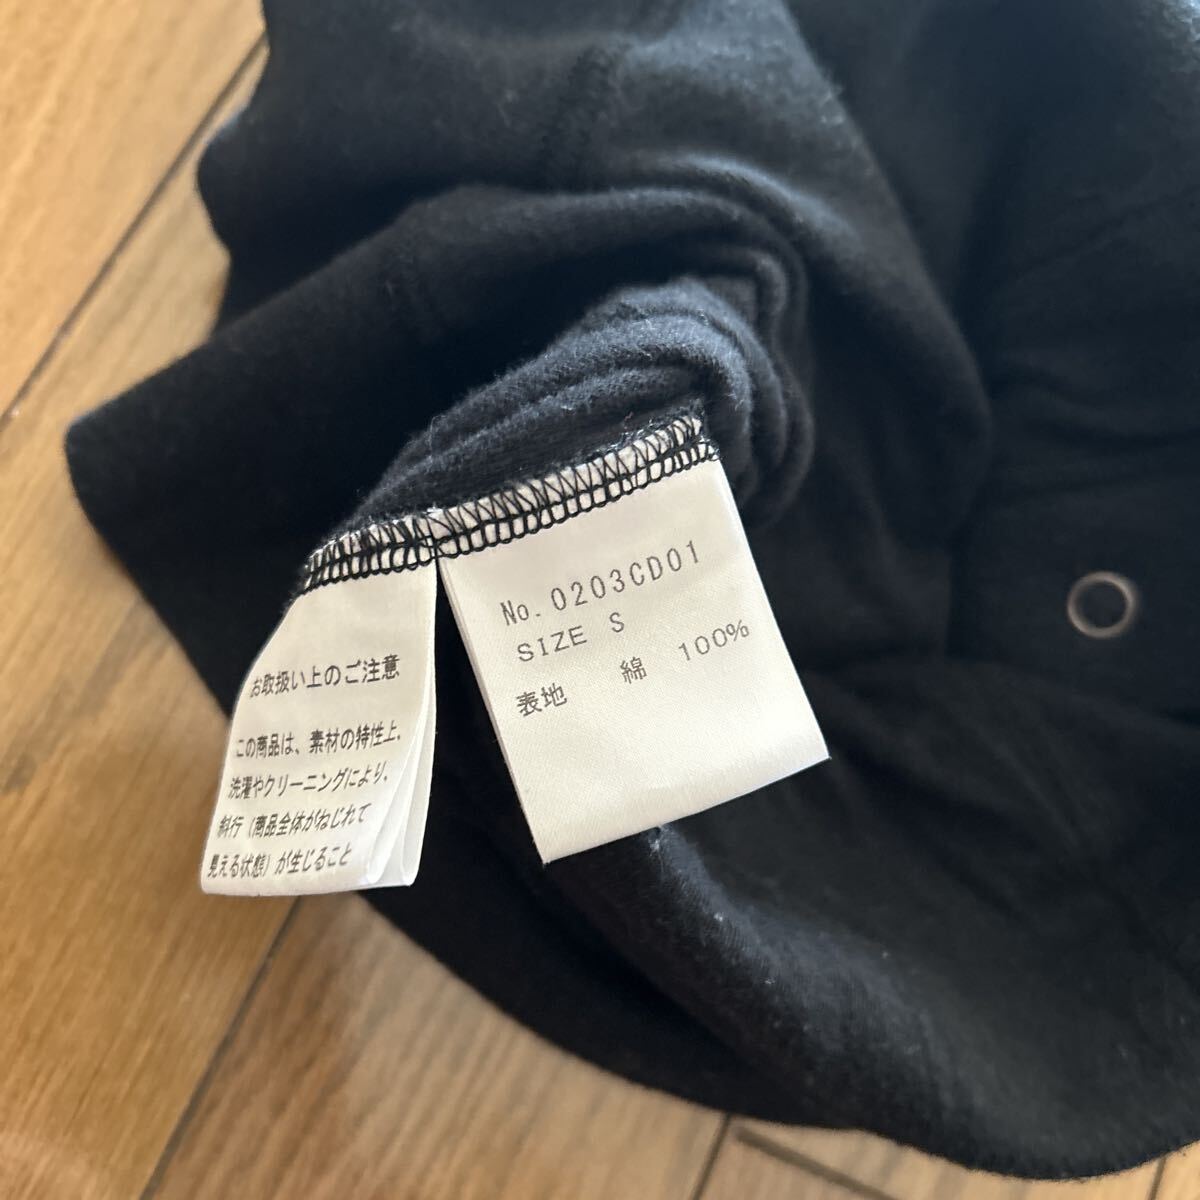 お取扱い上のご注意
この商品は、素材の特性上、
洗濯やクリーニングにより、
斜行（商品全体がねじれて
見える状態）が生じること
No. 0203CD01
SIZE S
表地 綿 100%